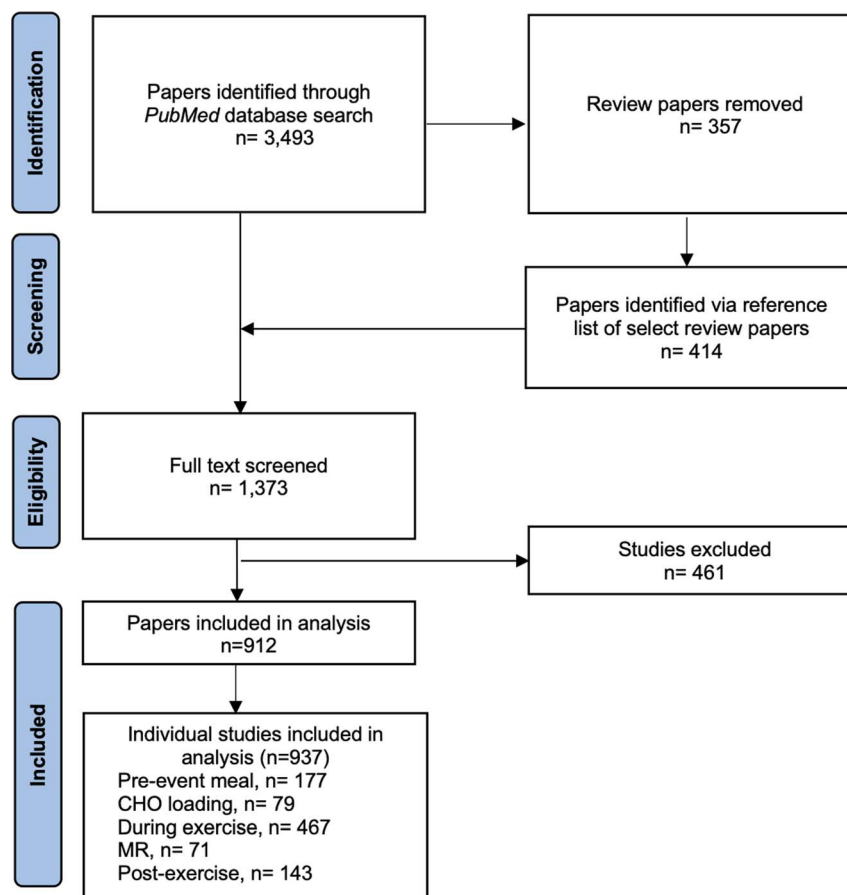 Identification
Papers identified through
PubMed database search
n= 3,493
Review papers removed
n= 357
Screening
Papers identified via reference
list of select review papers
n= 414
Eligibility
Full text screened
n= 1,373
Studies excluded
n= 461
Included
Papers included in analysis
n=912
Individual studies included in
analysis (n=937)
Pre-event meal, n= 177
CHO loading, n= 79
During exercise, n= 467
MR, n= 71
Post-exercise, n= 143